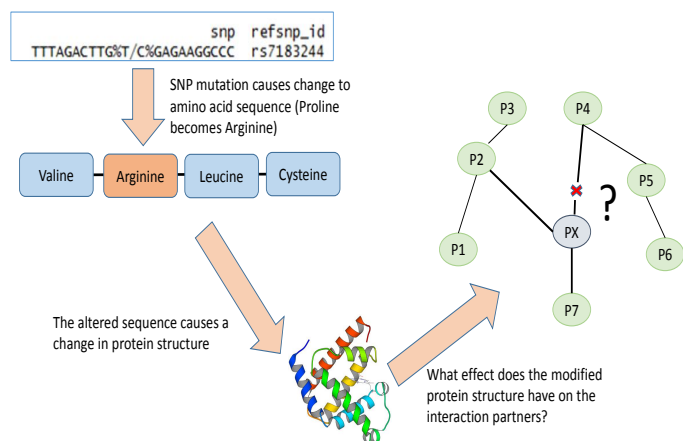 snp refsnp_id
TTTAGACTTG%T/C%GAGAAGGCCC rs7183244
SNP mutation causes change to
amino acid sequence (Proline
becomes Arginine)
Valine Arginine Leucine Cysteine
P3 P4
P2
P5
?
PX
P1
P6
P7
The altered sequence causes a
change in protein structure
What effect does the modified
protein structure have on the
interaction partners?